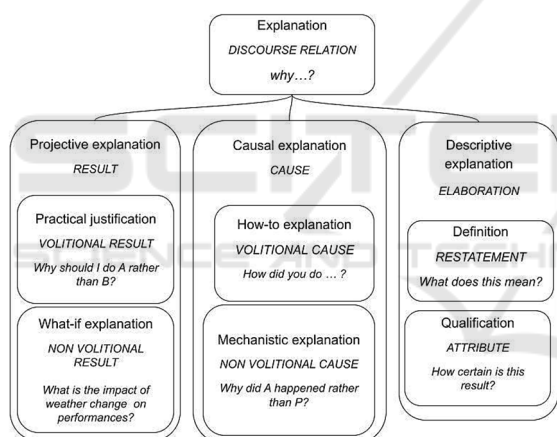 Explanation
DISCOURSE RELATION
why...?
Projective explanation
RESULT
Practical justification
VOLITIONAL RESULT
Why should I do A rather
than B?
What-if explanation
NON VOLITIONAL
RESULT
What is the impact of
weather change on
performances?
Causal explanation
CAUSE
How-to explanation
VOLITIONAL CAUSE
How did you do ... ?
Mechanistic explanation
NON VOLITIONAL CAUSE
Why did A happened rather
than P?
Descriptive
explanation
ELABORATION
Definition
RESTATEMENT
What does this mean?
Qualification
ATTRIBUTE
How certain is this
result?